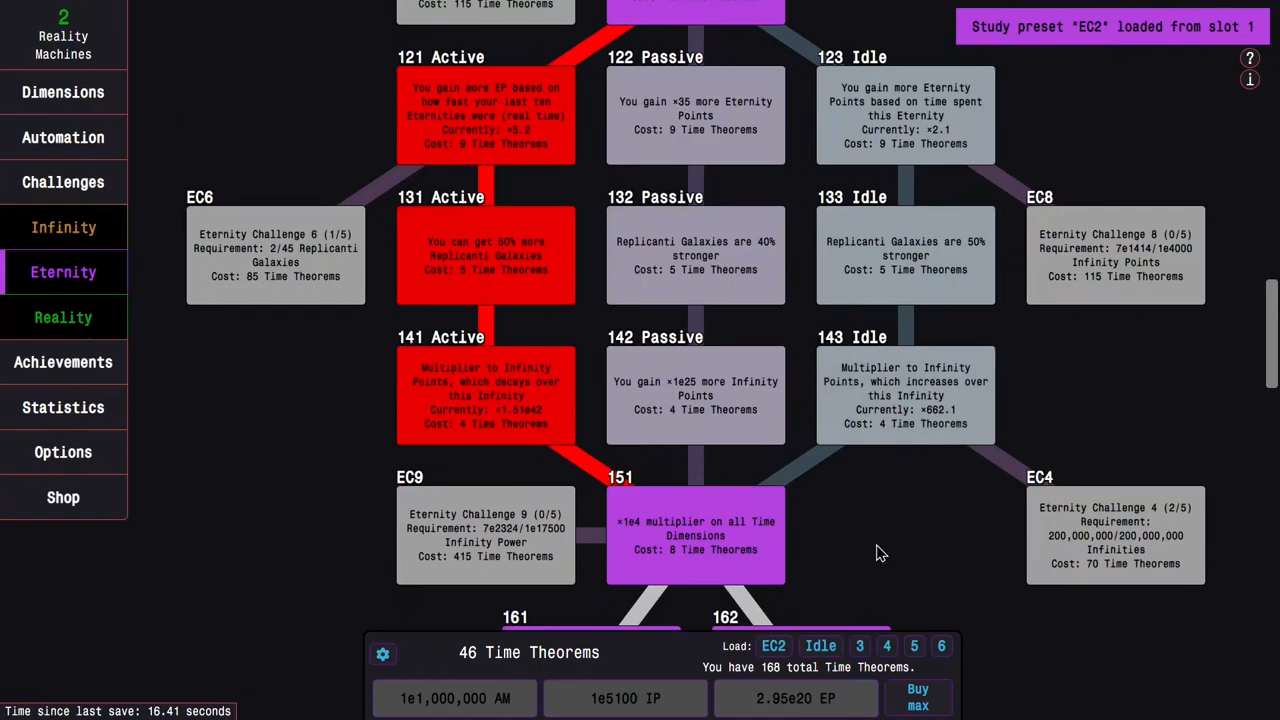 2
Reality
Machines
Dimensions
Automation
Challenges
Infinity
Eternity
Reality
Achievements
Statistics
Options
Shop
Time since last save: 16.41 seconds
Study preset "EC2" loaded from slot 1
?
i
Cost: 115 Time Theorems
121 Active
You gain more EP based on
how fast your last ten
Eternities were (real time)
Currently: ×5.2
Cost: 9 Time Theorems
122 Passive
You gain ×35 more Eternity
Points
Cost: 9 Time Theorems
123 Idle
You gain more Eternity
Points based on time spent
this Eternity
Currently: ×2.1
Cost: 9 Time Theorems
EC6
Eternity Challenge 6 (1/5)
Requirement: 2/45 Replicanti
Galaxies
Cost: 85 Time Theorems
131 Active
You can get 50% more
Replicanti Galaxies
Cost: 5 Time Theorems
132 Passive
Replicanti Galaxies are 40%
stronger
Cost: 5 Time Theorems
133 Idle
Replicanti Galaxies are 50%
stronger
Cost: 5 Time Theorems
EC8
Eternity Challenge 8 (0/5)
Requirement: 7e1414/1e4000
Infinity Points
Cost: 115 Time Theorems
141 Active
Multiplier to Infinity
Points, which decays over
this Infinity
Currently: ×1.51e42
Cost: 4 Time Theorems
142 Passive
You gain ×1e25 more Infinity
Points
Cost: 4 Time Theorems
143 Idle
Multiplier to Infinity
Points, which increases over
this Infinity
Currently: ×662.1
Cost: 4 Time Theorems
EC9
Eternity Challenge 9 (0/5)
Requirement: 7e2324/1e17500
Infinity Power
Cost: 415 Time Theorems
151
×1e4 multiplier on all Time
Dimensions
Cost: 8 Time Theorems
EC4
Eternity Challenge 4 (2/5)
Requirement:
200,000,000/200,000,000
Infinities
Cost: 70 Time Theorems
161
162
46 Time Theorems
Load: EC2 Idle 3 4 5 6
You have 168 total Time Theorems.
1e1,000,000 AM
1e5100 IP
2.95e20 EP
Buy
max